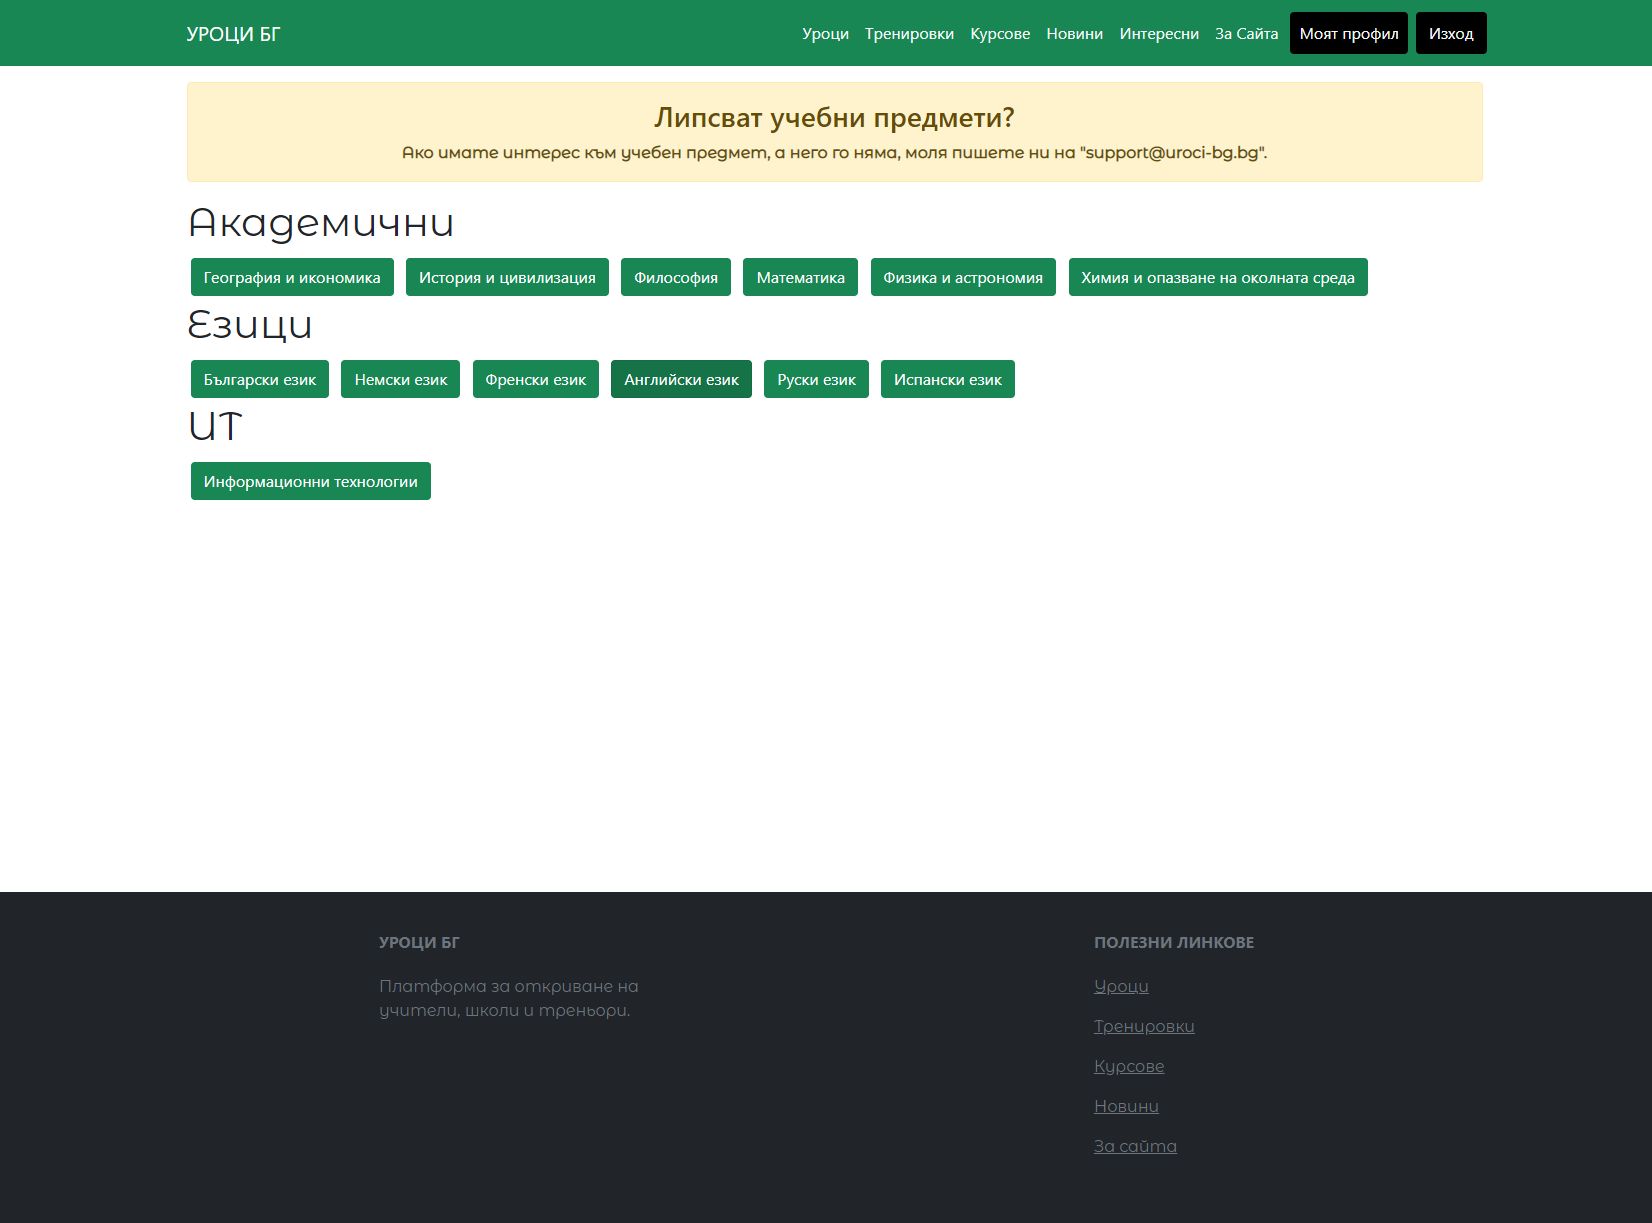 УРОЦИ БГ
Уроци Тренировки Курсове Новини Интересни За Сайта Моят профил Изход
Липсват учебни предмети?
Ако имате интерес към учебен предмет, а него го няма, моля пишете ни на "support@uroci-bg.bg".
Академични
География и икономика История и цивилизация Философия Математика Физика и астрономия Химия и опазване на околната среда
Езици
Български език Немски език Френски език Английски език Руски език Испански език
ИТ
Информационни технологии
УРОЦИ БГ
Платформа за откриване на
учители, школи и треньори.
ПОЛЕЗНИ ЛИНКОВЕ
Уроци
Тренировки
Курсове
Новини
За сайта